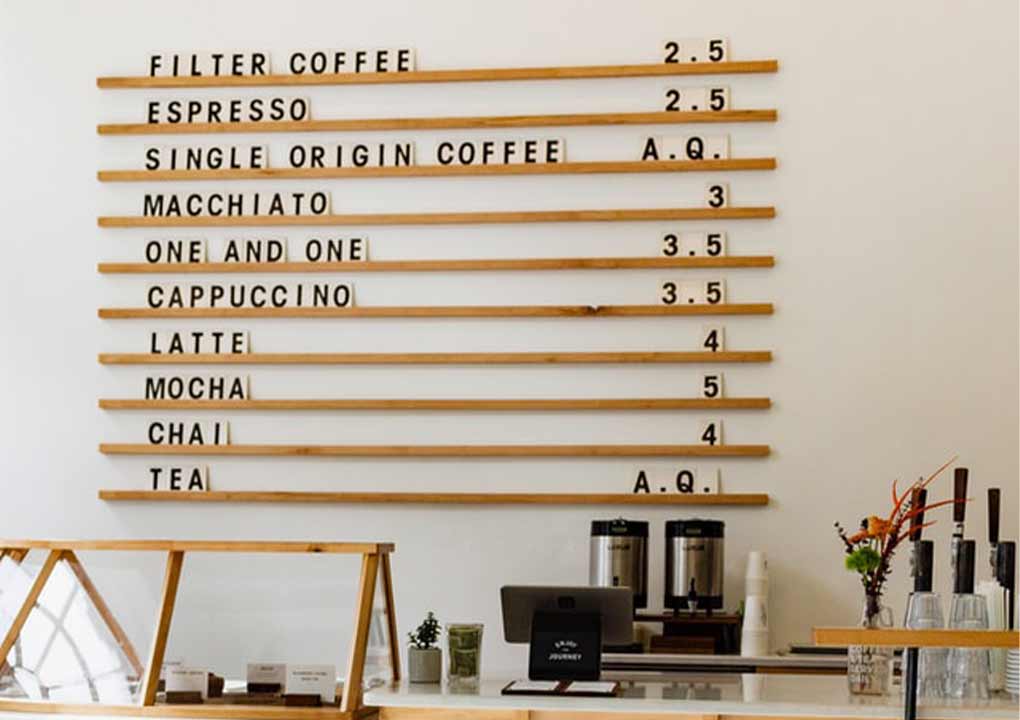 FILTER COFFEE 2.5
ESPRESSO 2.5
SINGLE ORIGIN COFFEE A.Q.
MACCHIATO 3
ONE AND ONE 3.5
CAPPUCCINO 3.5
LATTE 4
MOCHA 5
CHAI 4
TEA A.Q.
ENJOY
JOURNEY